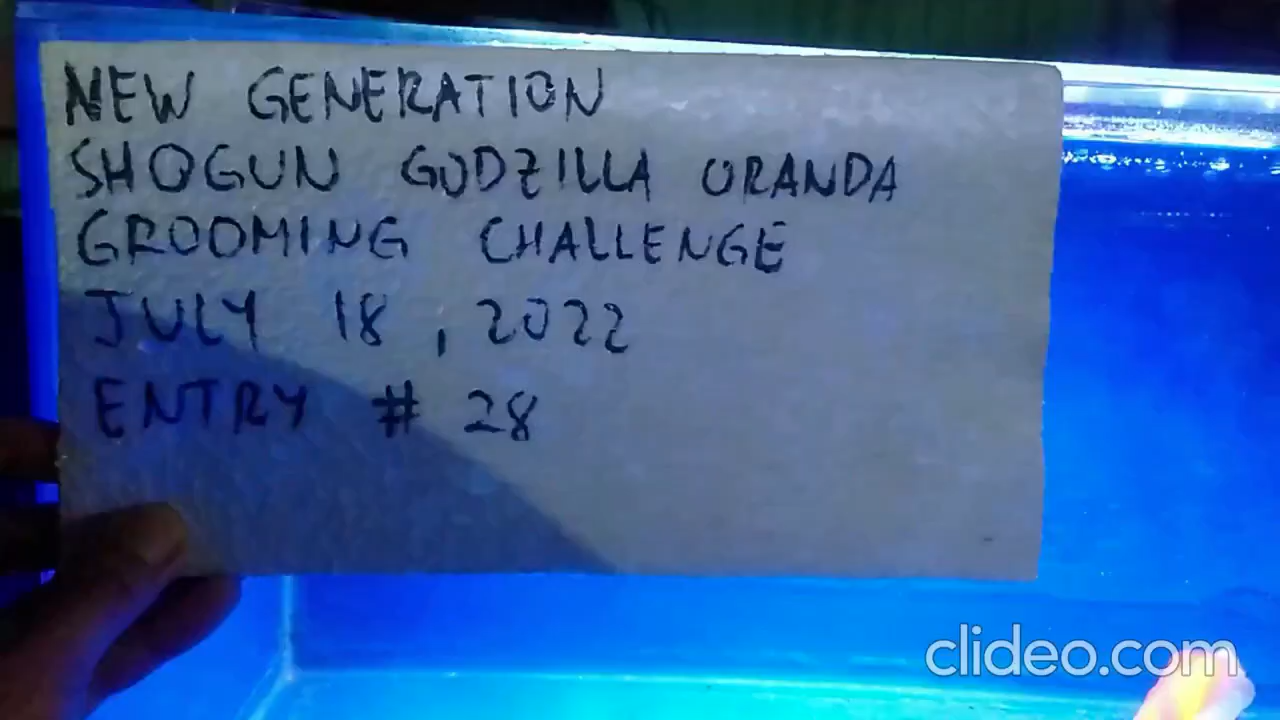 NEW GENERATION
SHOGUN GODZILLA ORANDA
GROOMING CHALLENGE
JULY 18, 2022
ENTRY # 28
clideo.com